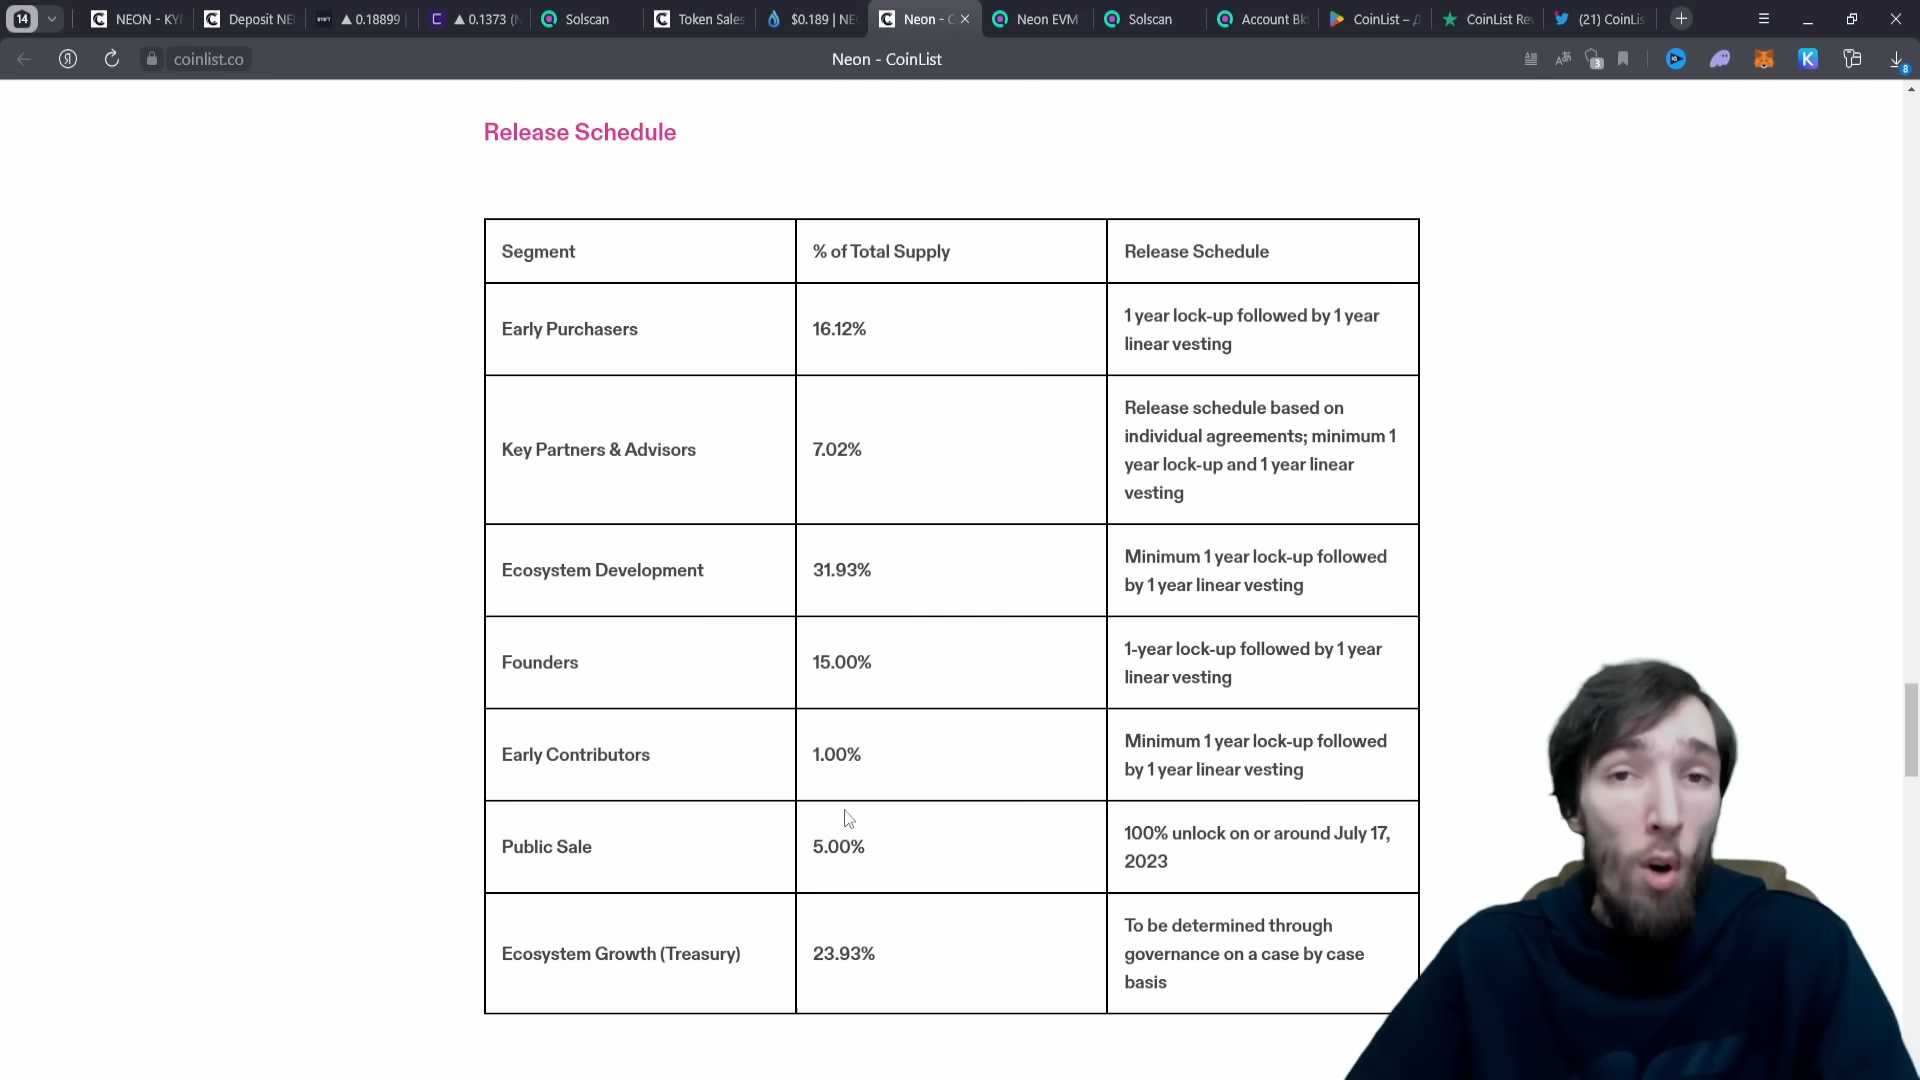 14
NEON - KYI
Deposit NE
▲ 0.18899
▲ 0.1373 (N
Solscan
Token Sales
$0.189 | NE
Neon - C
Neon EVM
Solscan
Account Bk
CoinList – Д
CoinList Re
(21) CoinLis
coinlist.co
Neon - CoinList
3
8
Release Schedule
Segment
% of Total Supply
Release Schedule
Early Purchasers
16.12%
1 year lock-up followed by 1 year
linear vesting
Key Partners & Advisors
7.02%
Release schedule based on
individual agreements; minimum 1
year lock-up and 1 year linear
vesting
Ecosystem Development
31.93%
Minimum 1 year lock-up followed
by 1 year linear vesting
Founders
15.00%
1-year lock-up followed by 1 year
linear vesting
Early Contributors
1.00%
Minimum 1 year lock-up followed
by 1 year linear vesting
Public Sale
5.00%
100% unlock on or around July 17,
2023
Ecosystem Growth (Treasury)
23.93%
To be determined through
governance on a case by case
basis